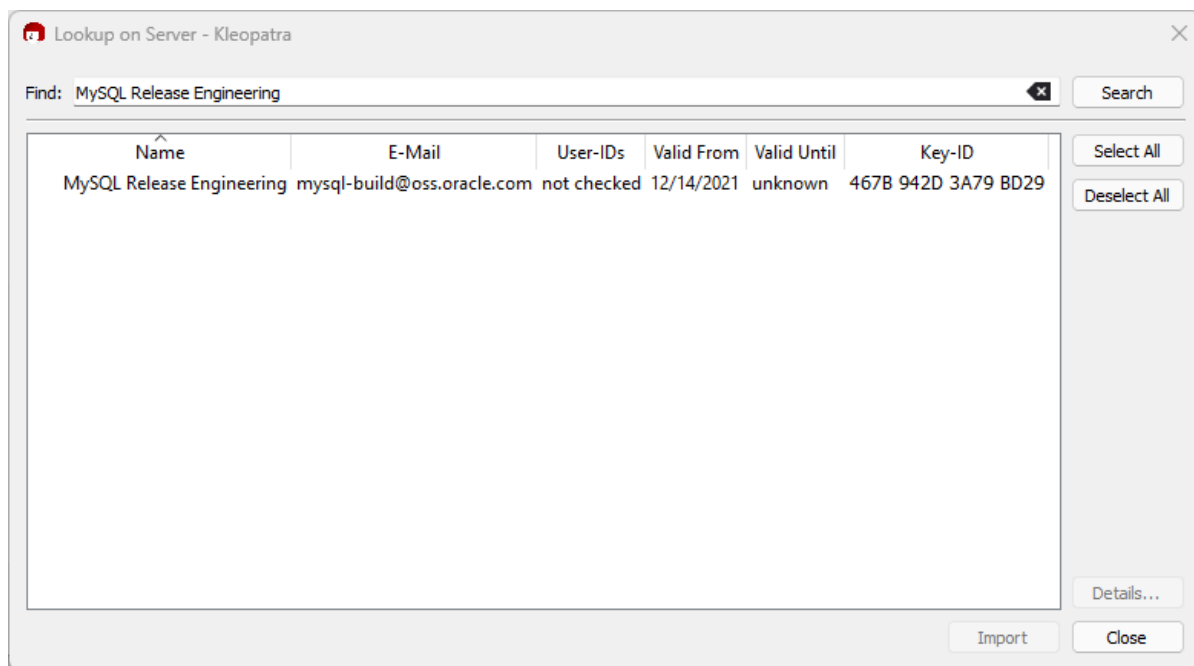 Lookup on Server - Kleopatra
Find: MySQL Release Engineering Search
Name E-Mail User-IDs Valid From Valid Until Key-ID Select All
MySQL Release Engineering mysql-build@oss.oracle.com not checked 12/14/2021 unknown 467B 942D 3A79 BD29
Deselect All
Details...
Import Close